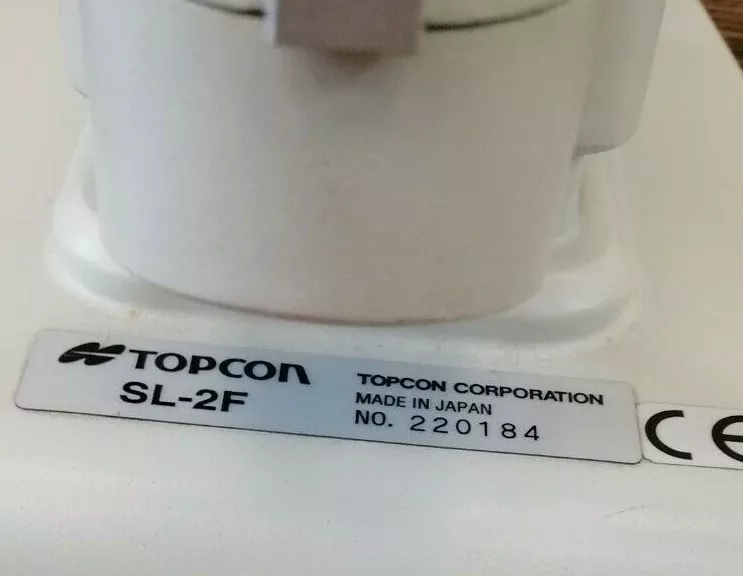 TOPCON
SL-2F
TOPCON CORPORATION
MADE IN JAPAN
NO. 220184
CE